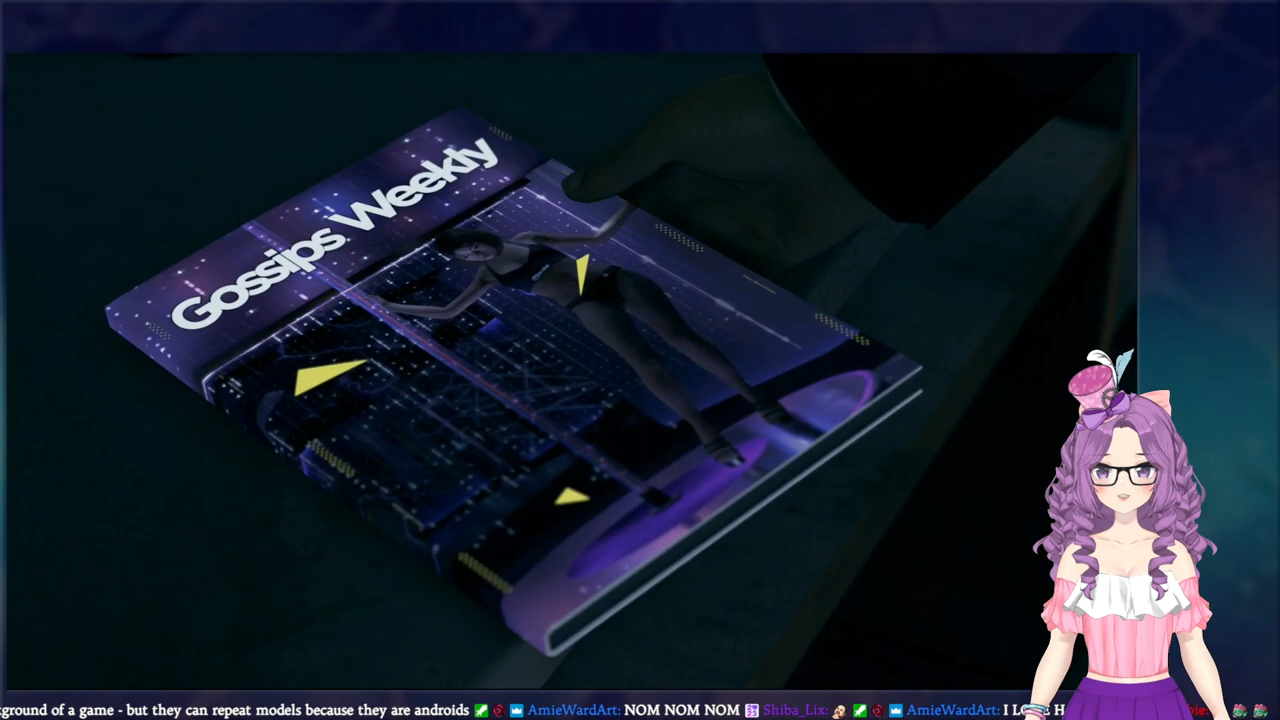 Gossips Weekly
ground of a game - but they can repeat models because they are androids AmieWardArt: NOM NOM NOM Shiba_Lix: AmieWardArt: I